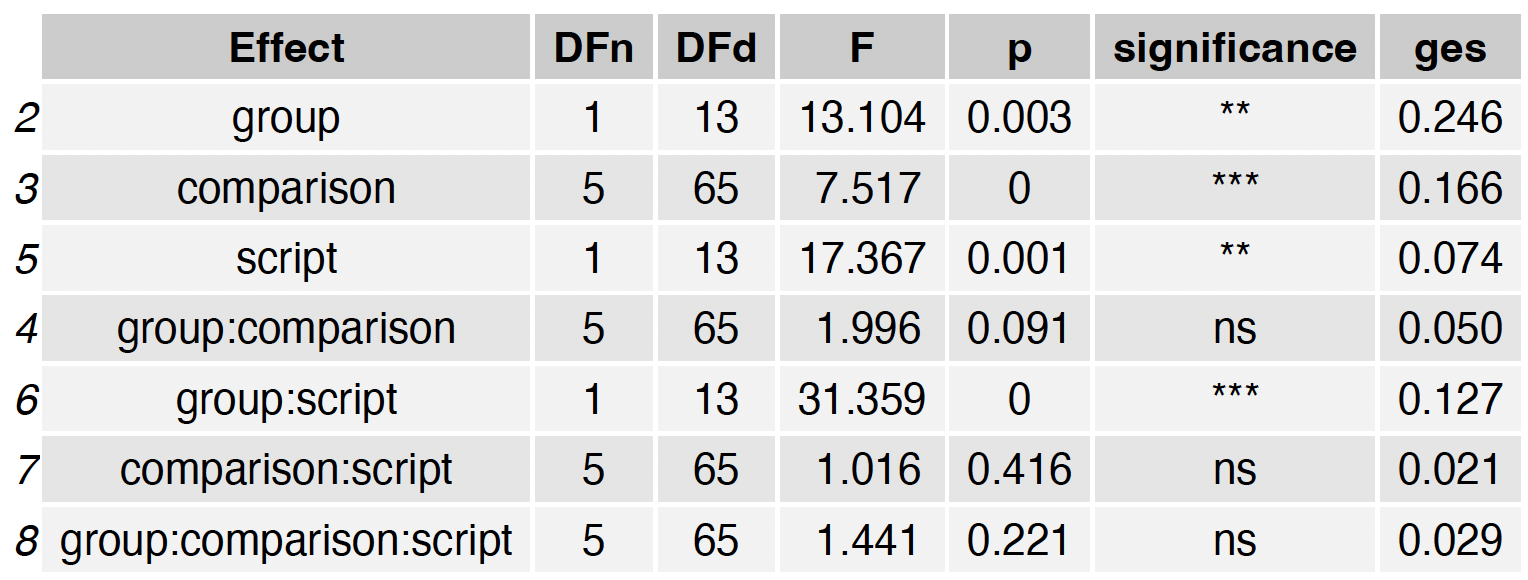 Effect DFn DFd F p significance ges
2 group 1 13 13.104 0.003 ** 0.246
3 comparison 5 65 7.517 0 *** 0.166
5 script 1 13 17.367 0.001 ** 0.074
4 group:comparison 5 65 1.996 0.091 ns 0.050
6 group:script 1 13 31.359 0 *** 0.127
7 comparison:script 5 65 1.016 0.416 ns 0.021
8 group:comparison:script 5 65 1.441 0.221 ns 0.029